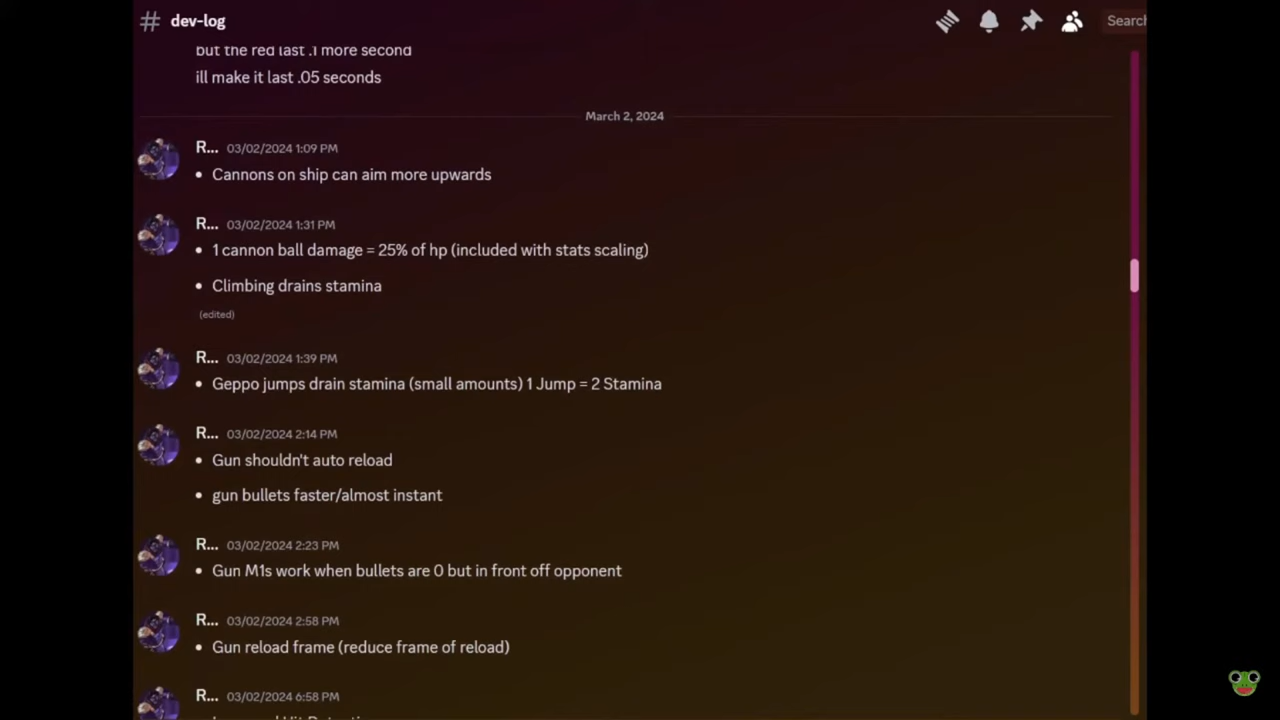 # dev-log
Search
but the red last .1 more second
ill make it last .05 seconds
March 2, 2024
R... 03/02/2024 1:09 PM
• Cannons on ship can aim more upwards
R... 03/02/2024 1:31 PM
• 1 cannon ball damage = 25% of hp (included with stats scaling)
• Climbing drains stamina
(edited)
R... 03/02/2024 1:39 PM
• Geppo jumps drain stamina (small amounts) 1 Jump = 2 Stamina
R... 03/02/2024 2:14 PM
• Gun shouldn't auto reload
• gun bullets faster/almost instant
R... 03/02/2024 2:23 PM
• Gun M1s work when bullets are 0 but in front off opponent
R... 03/02/2024 2:58 PM
• Gun reload frame (reduce frame of reload)
R... 03/02/2024 6:58 PM